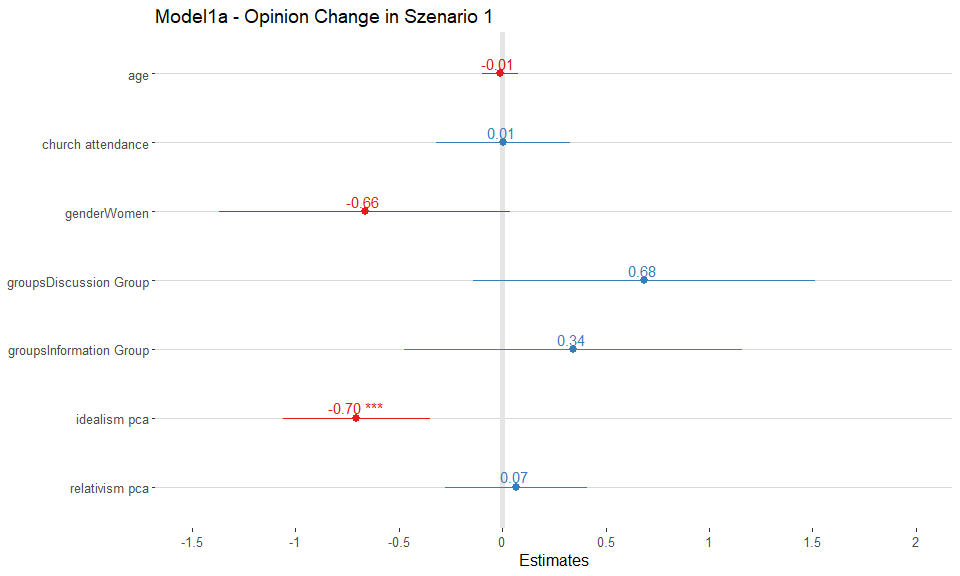 Model1a - Opinion Change in Szenario 1
age
-0.01
church attendance
0.01
genderWomen
-0.66
groupsDiscussion Group
0.68
groupsInformation Group
0.34
idealism pca
-0.70 ***
relativism pca
0.07
-1.5 -1 -0.5 0 0.5 1 1.5 2
Estimates